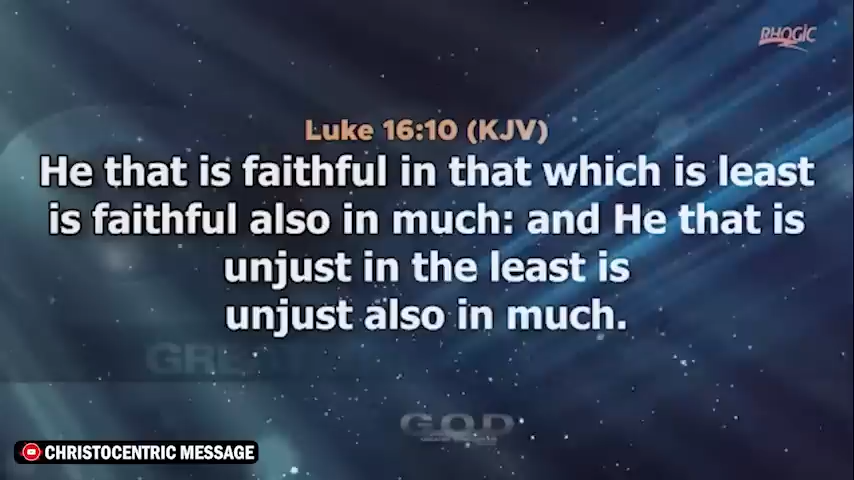 RHOGIC
Luke 16:10 (KJV)
He that is faithful in that which is least
is faithful also in much: and He that is
unjust in the least is
unjust also in much.
G.O.D
CHRISTOCENTRIC MESSAGE